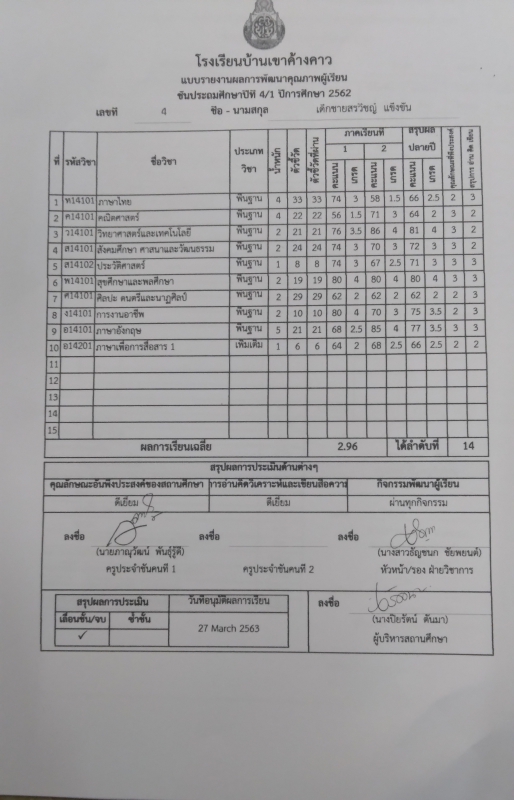 โรงเรียนบ้านเขาค้างคาว
แบบรายงานผลการพัฒนาคุณภาพผู้เรียน
ชั้นประถมศึกษาปีที่ 4/1 ปีการศึกษา 2562
เลขที่ 4 ชื่อ - นามสกุล เด็กชายสรวิชญ์ แข็งขัน
ที่ รหัสวิชา ชื่อวิชา ประเภทวิชา น้ำหนัก ตัวชี้วัด ตัวชี้วัดที่ผ่าน ภาคเรียนที่ สรุปผลปลายปี คุณลักษณะที่พึงประสงค์ สรุปการ อ่าน คิด เขียน
1 2
คะแนน เกรด คะแนน เกรด คะแนน เกรด
1 ท14101 ภาษาไทย พื้นฐาน 4 33 33 74 3 58 1.5 66 2.5 2 3
2 ค14101 คณิตศาสตร์ พื้นฐาน 4 22 22 56 1.5 71 3 64 2 3 2
3 ว14101 วิทยาศาสตร์และเทคโนโลยี พื้นฐาน 2 21 21 76 3.5 86 4 81 4 3 2
4 ส14101 สังคมศึกษา ศาสนาและวัฒนธรรม พื้นฐาน 2 24 24 74 3 70 3 72 3 3 2
5 ส14102 ประวัติศาสตร์ พื้นฐาน 1 8 8 74 3 67 2.5 71 3 3 3
6 พ14101 สุขศึกษาและพลศึกษา พื้นฐาน 2 19 19 80 4 80 4 80 4 3 3
7 ศ14101 ศิลปะ ดนตรีและนาฏศิลป์ พื้นฐาน 2 29 29 62 2 62 2 62 2 2 3
8 ง14101 การงานอาชีพ พื้นฐาน 2 10 10 80 4 70 3 75 3.5 2 2
9 อ14101 ภาษาอังกฤษ พื้นฐาน 5 21 21 68 2.5 85 4 77 3.5 3 3
10 อ14201 ภาษาเพื่อการสื่อสาร 1 เพิ่มเติม 1 6 6 64 2 68 2.5 66 2.5 2 2
11
12
13
14
15
ผลการเรียนเฉลี่ย 2.96 ได้ลำดับที่ 14
สรุปผลการประเมินด้านต่างๆ
คุณลักษณะอันพึงประสงค์ของสถานศึกษา การอ่านคิดวิเคราะห์และเขียนสื่อความ กิจกรรมพัฒนาผู้เรียน
ดีเยี่ยม ดีเยี่ยม ผ่านทุกกิจกรรม
ลงชื่อ ลงชื่อ ลงชื่อ
(นายภาณุวัฒน์ พันธุ์รู้ดี) (นางสาวธัญชนก ชัยพยนต์)
ครูประจำชั้นคนที่ 1 ครูประจำชั้นคนที่ 2 หัวหน้า/รอง ฝ่ายวิชาการ
สรุปผลการประเมิน วันที่อนุมัติผลการเรียน ลงชื่อ
เลื่อนชั้น/จบ ซ้ำชั้น 27 March 2563
✓ (นางปิยรัตน์ ดันมา)
ผู้บริหารสถานศึกษา